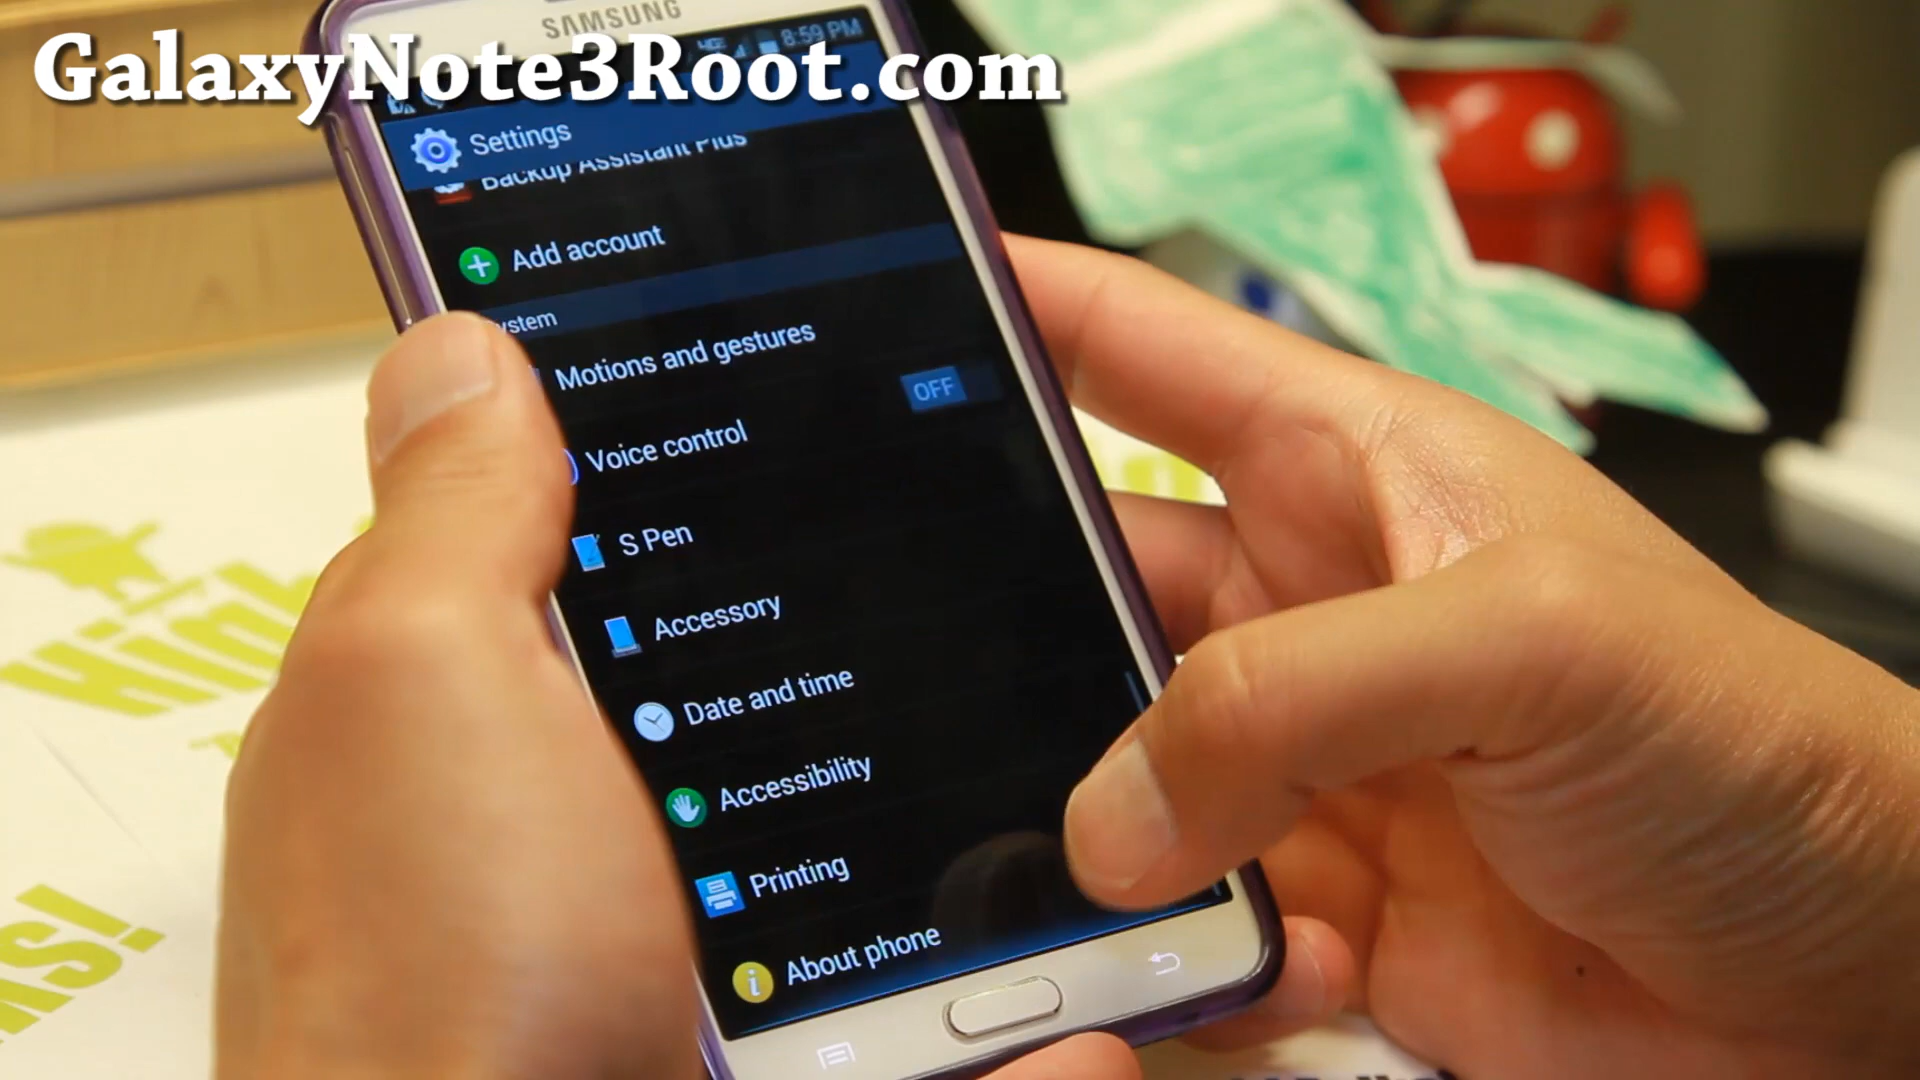 SAMSUNG
GalaxyNote3Root.com
8:59 PM
Settings
Backup Assistant Plus
Add account
ystem
Motions and gestures
OFF
Voice control
S Pen
Accessory
Date and time
Accessibility
Printing
About phone